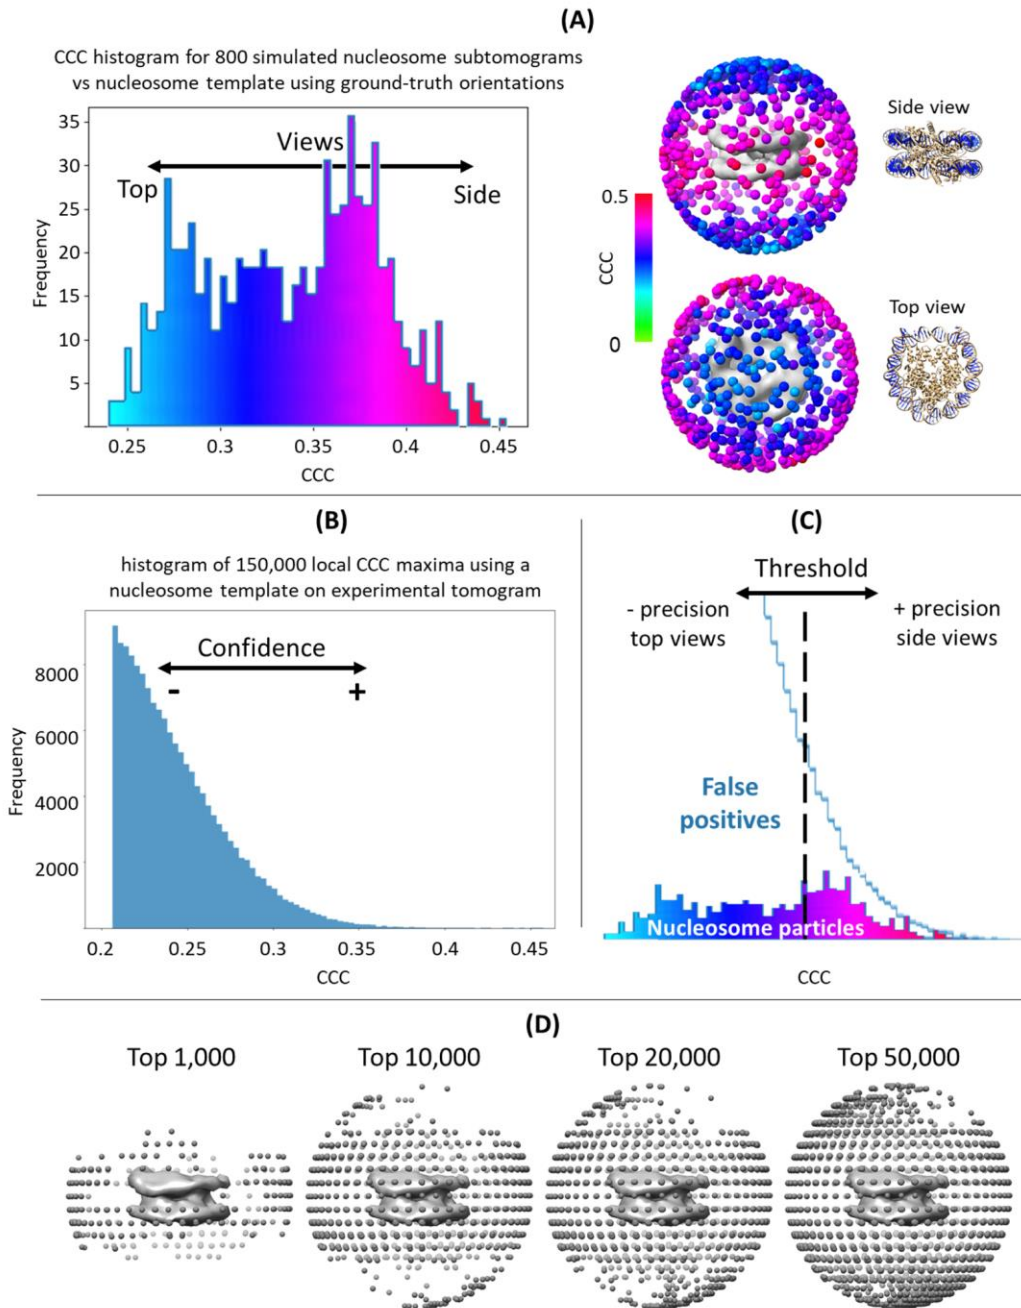 (A)
CCC histogram for 800 simulated nucleosome subtomograms
vs nucleosome template using ground-truth orientations
Frequency
35
30
25
20
15
10
5
Views
Top
Side
0.25
0.3
0.35
0.4
0.45
CCC
0.5
CCC
0
Side view
Top view
(B)
histogram of 150,000 local CCC maxima using a
nucleosome template on experimental tomogram
Frequency
8000
6000
4000
2000
Confidence
-
+
0.2
0.25
0.3
0.35
0.4
0.45
CCC
(C)
Threshold
- precision
top views
+ precision
side views
False
positives
Nucleosome particles
CCC
(D)
Top 1,000
Top 10,000
Top 20,000
Top 50,000